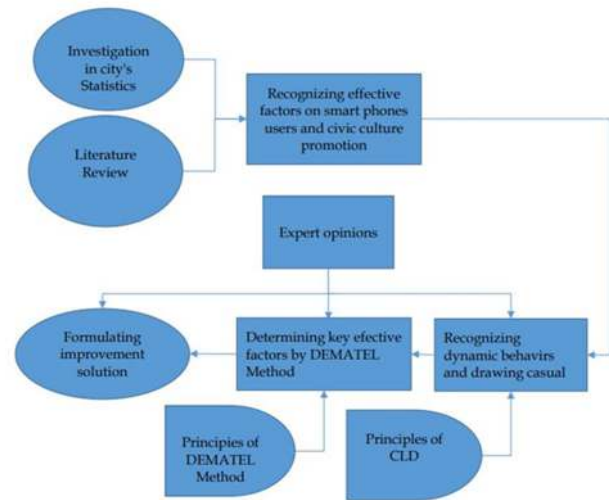 Investigation
in city's
Statistics
Recognizing effective
factors on smart phones
users and civic culture
promotion
Literature
Review
Expert opinions
Formulating
improvement
solution
Determining key efective
factors by DEMATEL
Method
Recognizing
dynamic behavirs
and drawing casual
Principies of
DEMATEL
Method
Principles of
CLD